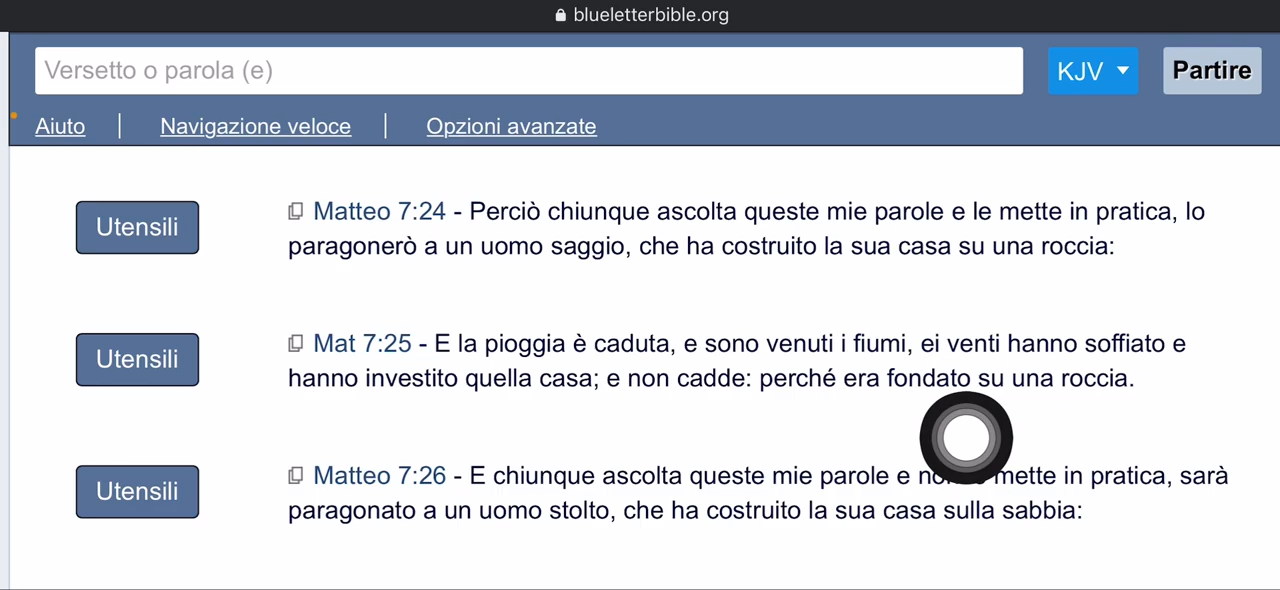 blueletterbible.org
Versetto o parola (e)
KJV
Partire
Aiuto
Navigazione veloce
Opzioni avanzate
Utensili
Matteo 7:24 - Perciò chiunque ascolta queste mie parole e le mette in pratica, lo
paragonerò a un uomo saggio, che ha costruito la sua casa su una roccia:
Utensili
Mat 7:25 - E la pioggia è caduta, e sono venuti i fiumi, ei venti hanno soffiato e
hanno investito quella casa; e non cadde: perché era fondato su una roccia.
Utensili
Matteo 7:26 - E chiunque ascolta queste mie parole e mette in pratica, sarà
paragonato a un uomo stolto, che ha costruito la sua casa sulla sabbia: